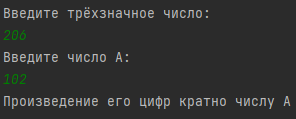 Введите трёхзначное число:
206
Введите число A:
102
Произведение его цифр кратно числу A